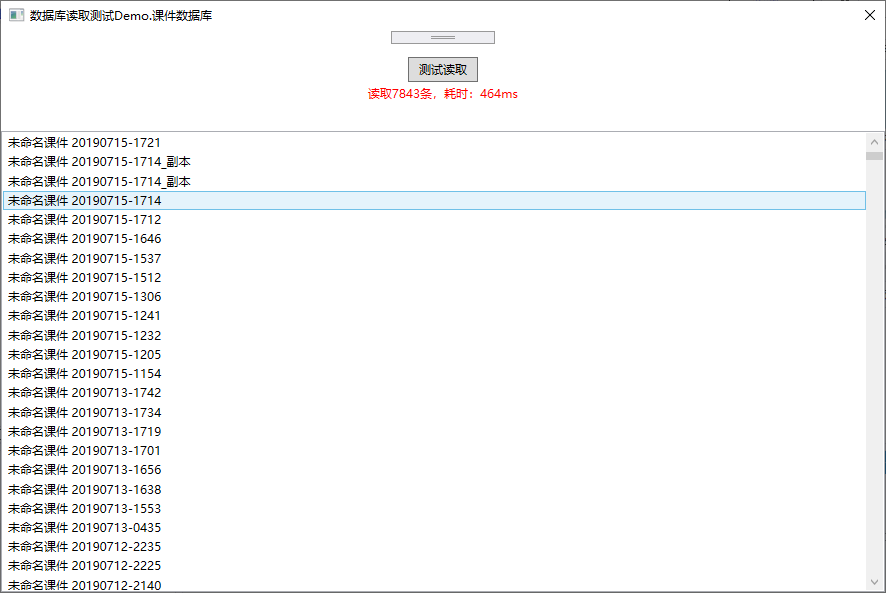 数据库读取测试Demo.课件数据库
测试读取
读取7843条，耗时：464ms
未命名课件 20190715-1721
未命名课件 20190715-1714_副本
未命名课件 20190715-1714_副本
未命名课件 20190715-1714
未命名课件 20190715-1712
未命名课件 20190715-1646
未命名课件 20190715-1537
未命名课件 20190715-1512
未命名课件 20190715-1306
未命名课件 20190715-1241
未命名课件 20190715-1232
未命名课件 20190715-1205
未命名课件 20190715-1154
未命名课件 20190713-1742
未命名课件 20190713-1734
未命名课件 20190713-1719
未命名课件 20190713-1701
未命名课件 20190713-1656
未命名课件 20190713-1638
未命名课件 20190713-1553
未命名课件 20190713-0435
未命名课件 20190712-2235
未命名课件 20190712-2225
未命名课件 20190712-2140